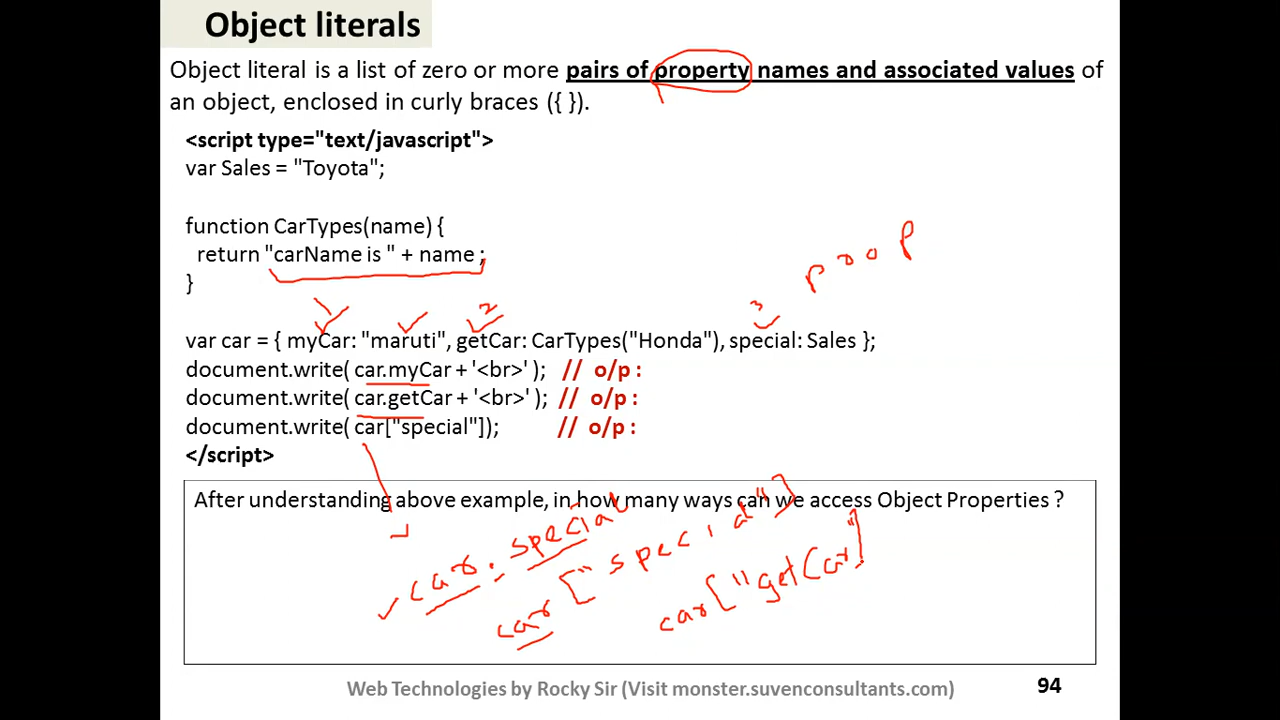 Object literals
Object literal is a list of zero or more pairs of property names and associated values of
an object, enclosed in curly braces ({ }).
<script type="text/javascript">
var Sales = "Toyota";
function CarTypes(name) {
return "carName is " + name ;
}
prop
1 2 3
var car = { myCar: "maruti", getCar: CarTypes("Honda"), special: Sales };
document.write( car.myCar + '<br>' ); // o/p :
document.write( car.getCar + '<br>' ); // o/p :
document.write( car["special"]); // o/p :
</script>
After understanding above example, in how many ways can we access Object Properties ?
car.special
car["special"]
car["getCar"]
Web Technologies by Rocky Sir (Visit monster.suvenconsultants.com)
94